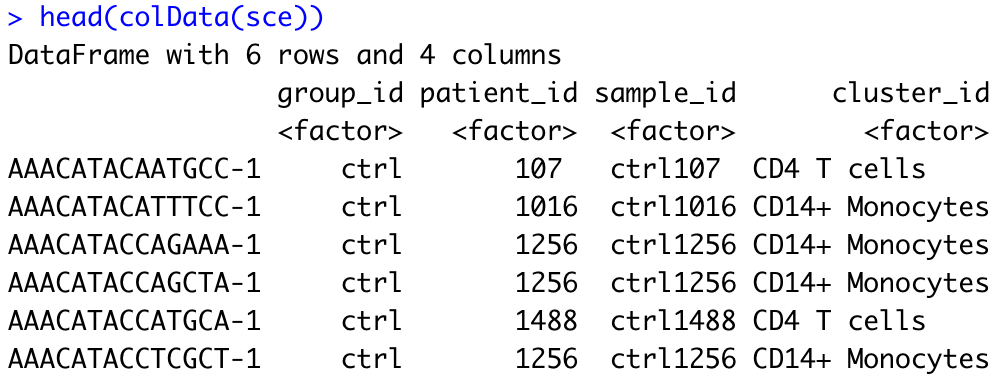 > head(colData(sce))
DataFrame with 6 rows and 4 columns
group_id patient_id sample_id cluster_id
<factor> <factor> <factor> <factor>
AAACATACAATGCC-1 ctrl 107 ctrl107 CD4 T cells
AAACATACATTTCC-1 ctrl 1016 ctrl1016 CD14+ Monocytes
AAACATACCAGAAA-1 ctrl 1256 ctrl1256 CD14+ Monocytes
AAACATACCAGCTA-1 ctrl 1256 ctrl1256 CD14+ Monocytes
AAACATACCATGCA-1 ctrl 1488 ctrl1488 CD4 T cells
AAACATACCTCGCT-1 ctrl 1256 ctrl1256 CD14+ Monocytes